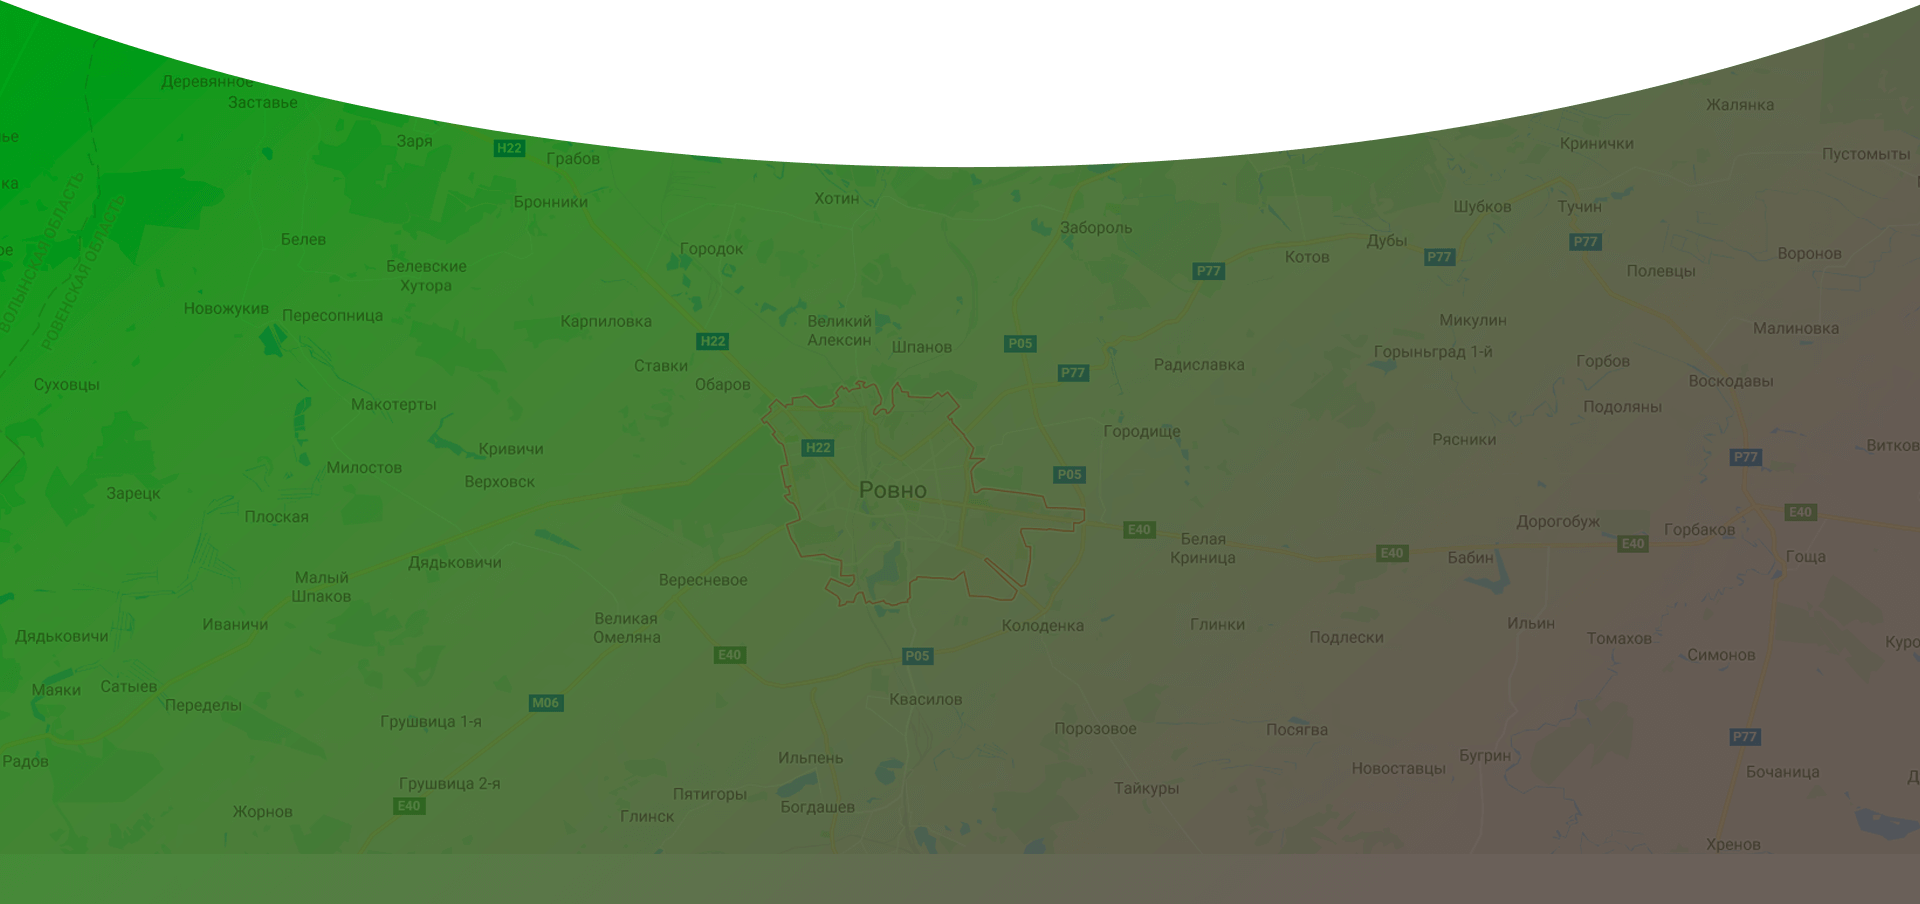 Деревянное
Заставье
Жалянка
Заря
H22
Грабов
Кринички
Пустомыты
ка
Бронники
Хотин
Шубков
Тучин
ВОЛЫНСКАЯ ОБЛАСТЬ
РОВЕНСКАЯ ОБЛАСТЬ
Забороль
Белев
Городок
Дубы
P77
P77
Котов
Воронов
Белевские
Хутора
P77
Полевцы
Новожукив
Пересопница
Карпиловка
Великий
Алексин
Микулин
Малиновка
H22
Шпанов
P05
Горыньград 1-й
Ставки
Обаров
P77
Радиславка
Горбов
Суховцы
Воскодавы
Макотерты
Подоляны
Городище
Рясники
Витков
Кривичи
H22
P77
Милостов
Верховск
P05
Зарецк
Ровно
Плоская
E40
E40
Дорогобуж
Горбаков
E40
Белая
Криница
E40
Бабин
Гоща
Дядьковичи
Малый
Шпаков
Вересневое
Иваничи
Великая
Омеляна
Колоденка
Глинки
Ильин
Дядьковичи
Подлески
Томахов
Куро
E40
P05
Симонов
Маяки
Сатыев
Переделы
M06
Квасилов
Грушвица 1-я
Порозовое
Посягва
P77
Радов
Ильпень
Бугрин
Новоставцы
Бочаница
Грушвица 2-я
Тайкуры
Пятигоры
E40
Богдашев
Жорнов
Глинск
Хренов